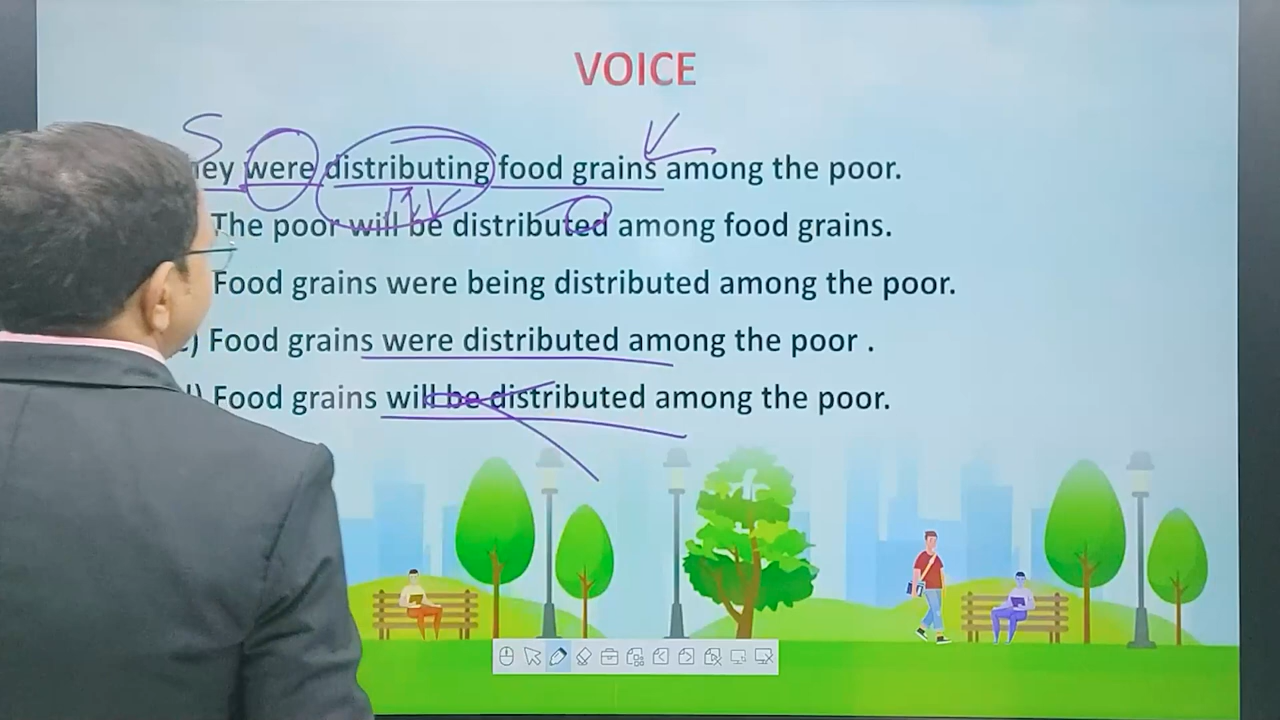 VOICE
S
hey were distributing food grains among the poor.
The poor will be distributed among food grains.
Food grains were being distributed among the poor.
) Food grains were distributed among the poor .
d) Food grains will be distributed among the poor.